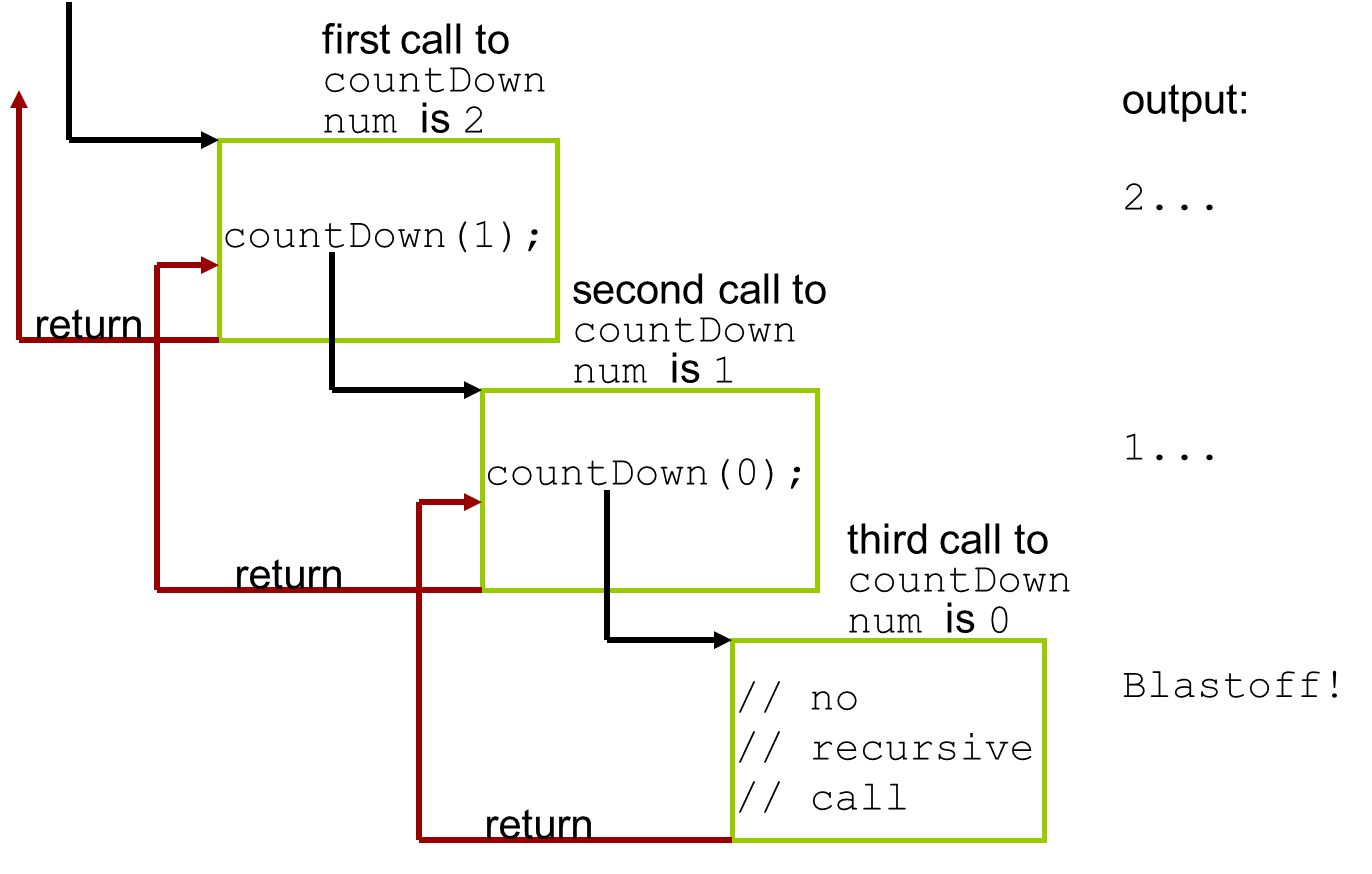 first call to
countDown
num is 2
output:
2...
countDown(1);
return
second call to
countDown
num is 1
1...
countDown(0);
return
third call to
countDown
num is 0
Blastoff!
// no
// recursive
// call
return